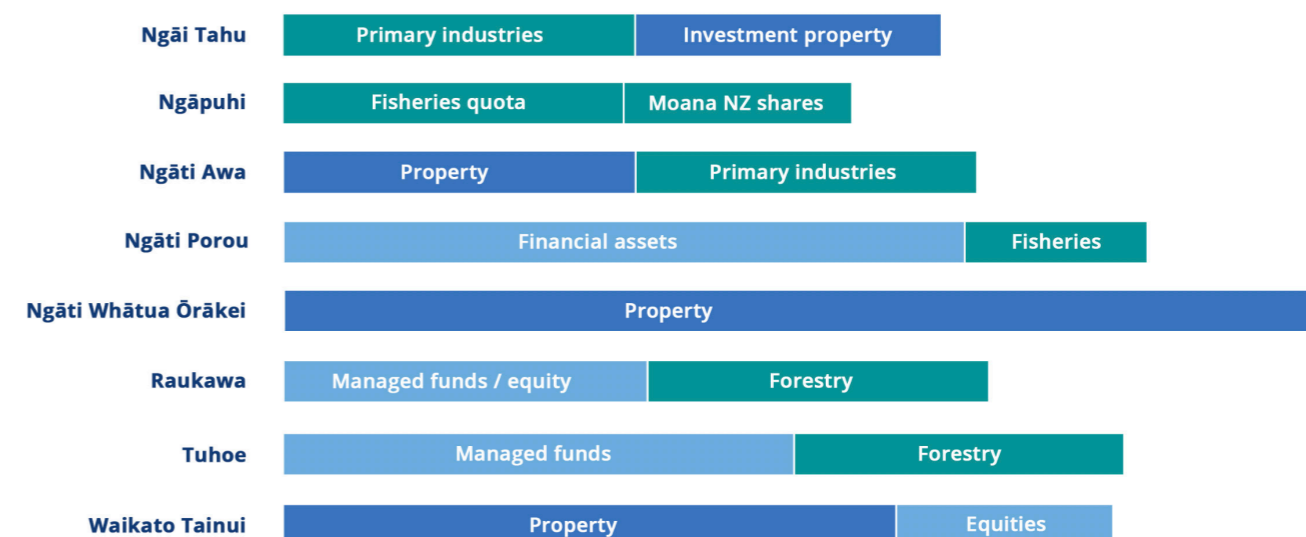 Ngāi Tahu Primary industries Investment property
Ngāpuhi Fisheries quota Moana NZ shares
Ngāti Awa Property Primary industries
Ngāti Porou Financial assets Fisheries
Ngāti Whātua Ōrākei Property
Raukawa Managed funds / equity Forestry
Tuhoe Managed funds Forestry
Waikato Tainui Property Equities